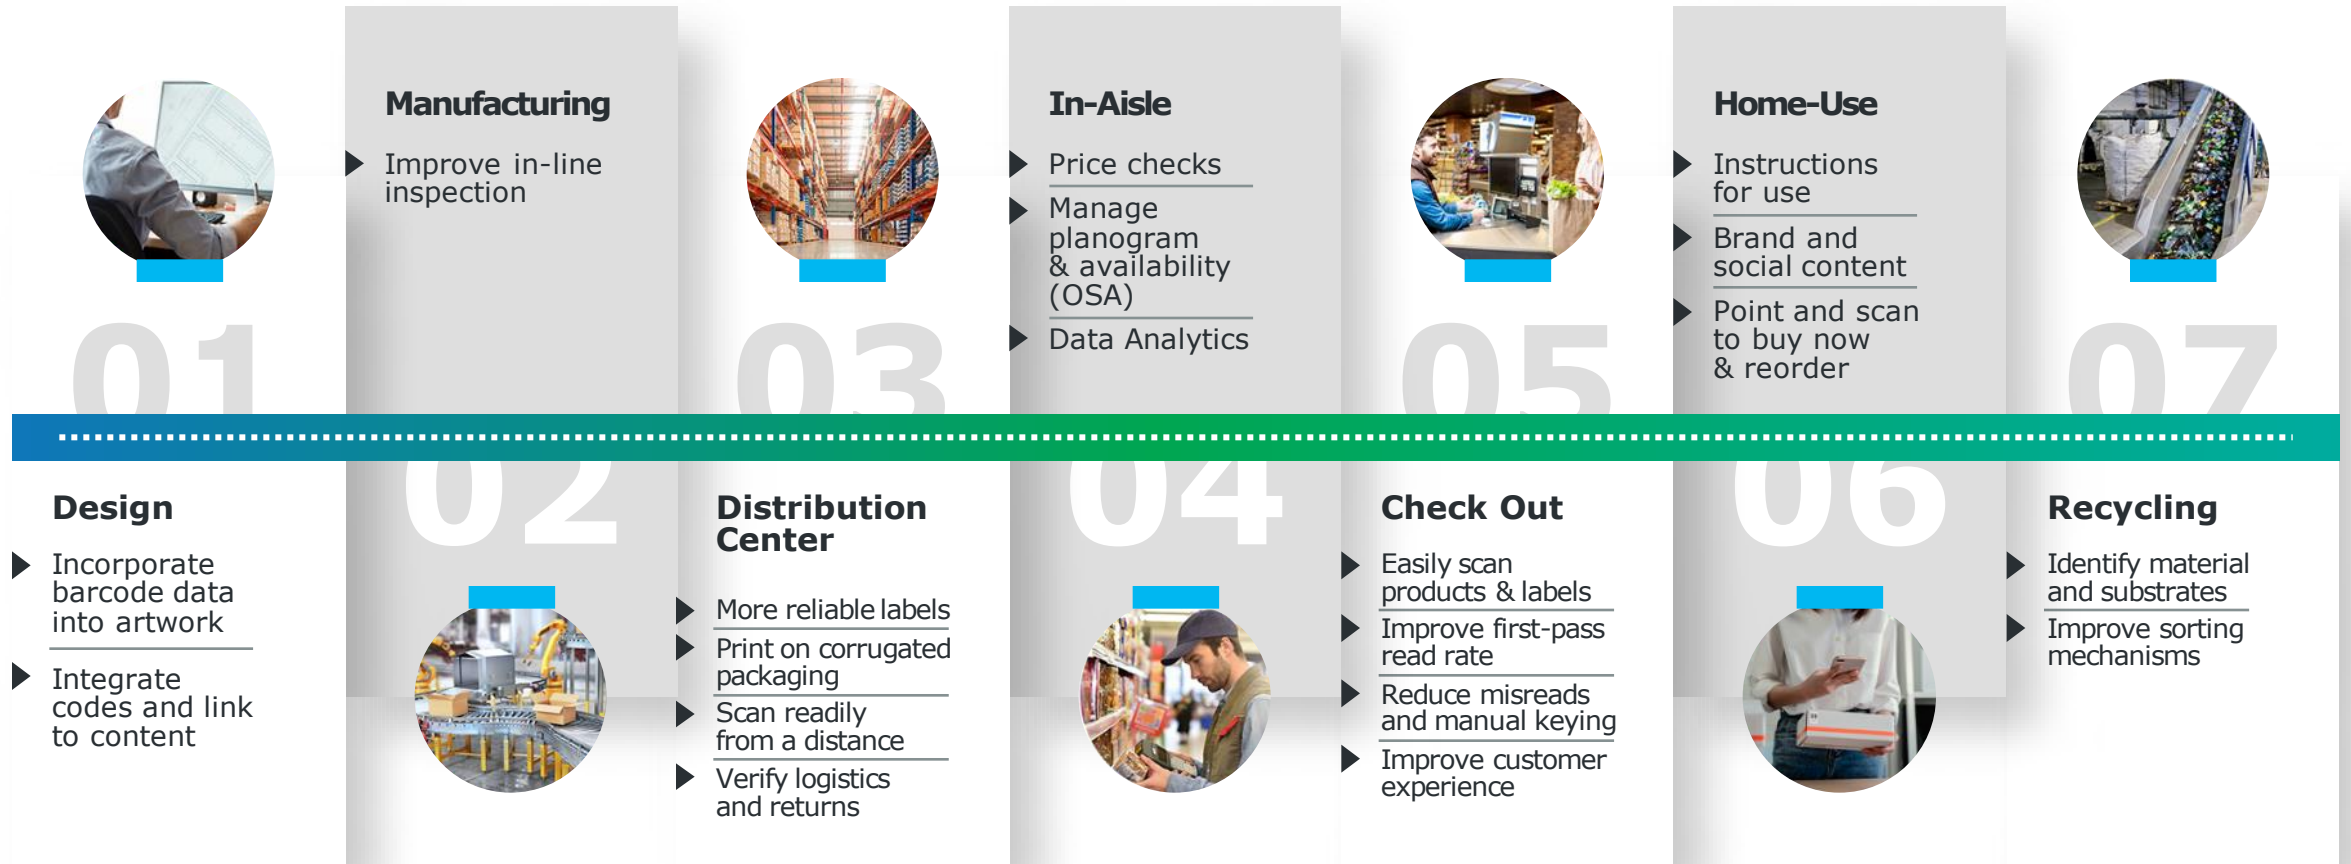 01
Design
Incorporate
barcode data
into artwork
Integrate
codes and link
to content
Manufacturing
Improve in-line
inspection
02
03
Distribution
Center
More reliable labels
Print on corrugated
packaging
Scan readily
from a distance
Verify logistics
and returns
In-Aisle
Price checks
Manage
planogram
& availability
(OSA)
Data Analytics
04
05
Check Out
Easily scan
products & labels
Improve first-pass
read rate
Reduce misreads
and manual keying
Improve customer
experience
Home-Use
Instructions
for use
Brand and
social content
Point and scan
to buy now
& reorder
06
07
Recycling
Identify material
and substrates
Improve sorting
mechanisms